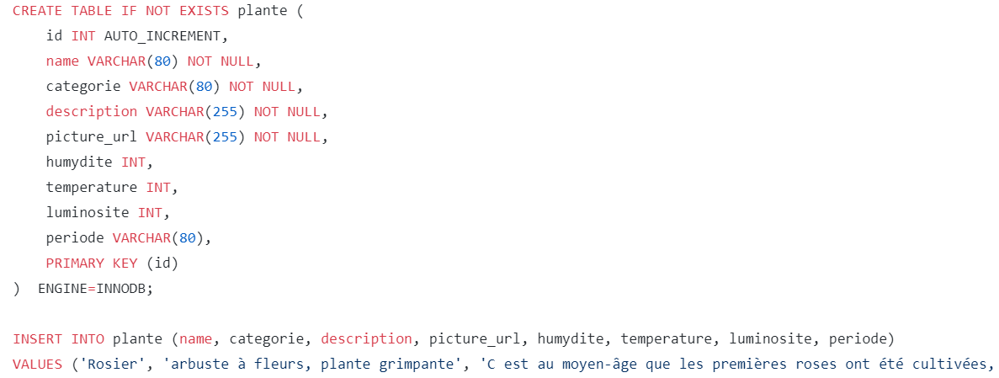 CREATE TABLE IF NOT EXISTS plante (
    id INT AUTO_INCREMENT,
    name VARCHAR(80) NOT NULL,
    categorie VARCHAR(80) NOT NULL,
    description VARCHAR(255) NOT NULL,
    picture_url VARCHAR(255) NOT NULL,
    humydite INT,
    temperature INT,
    luminosite INT,
    periode VARCHAR(80),
    PRIMARY KEY (id)
)  ENGINE=INNODB;

INSERT INTO plante (name, categorie, description, picture_url, humydite, temperature, luminosite, periode)
VALUES ('Rosier', 'arbuste à fleurs, plante grimpante', 'C est au moyen-âge que les premières roses ont été cultivées,